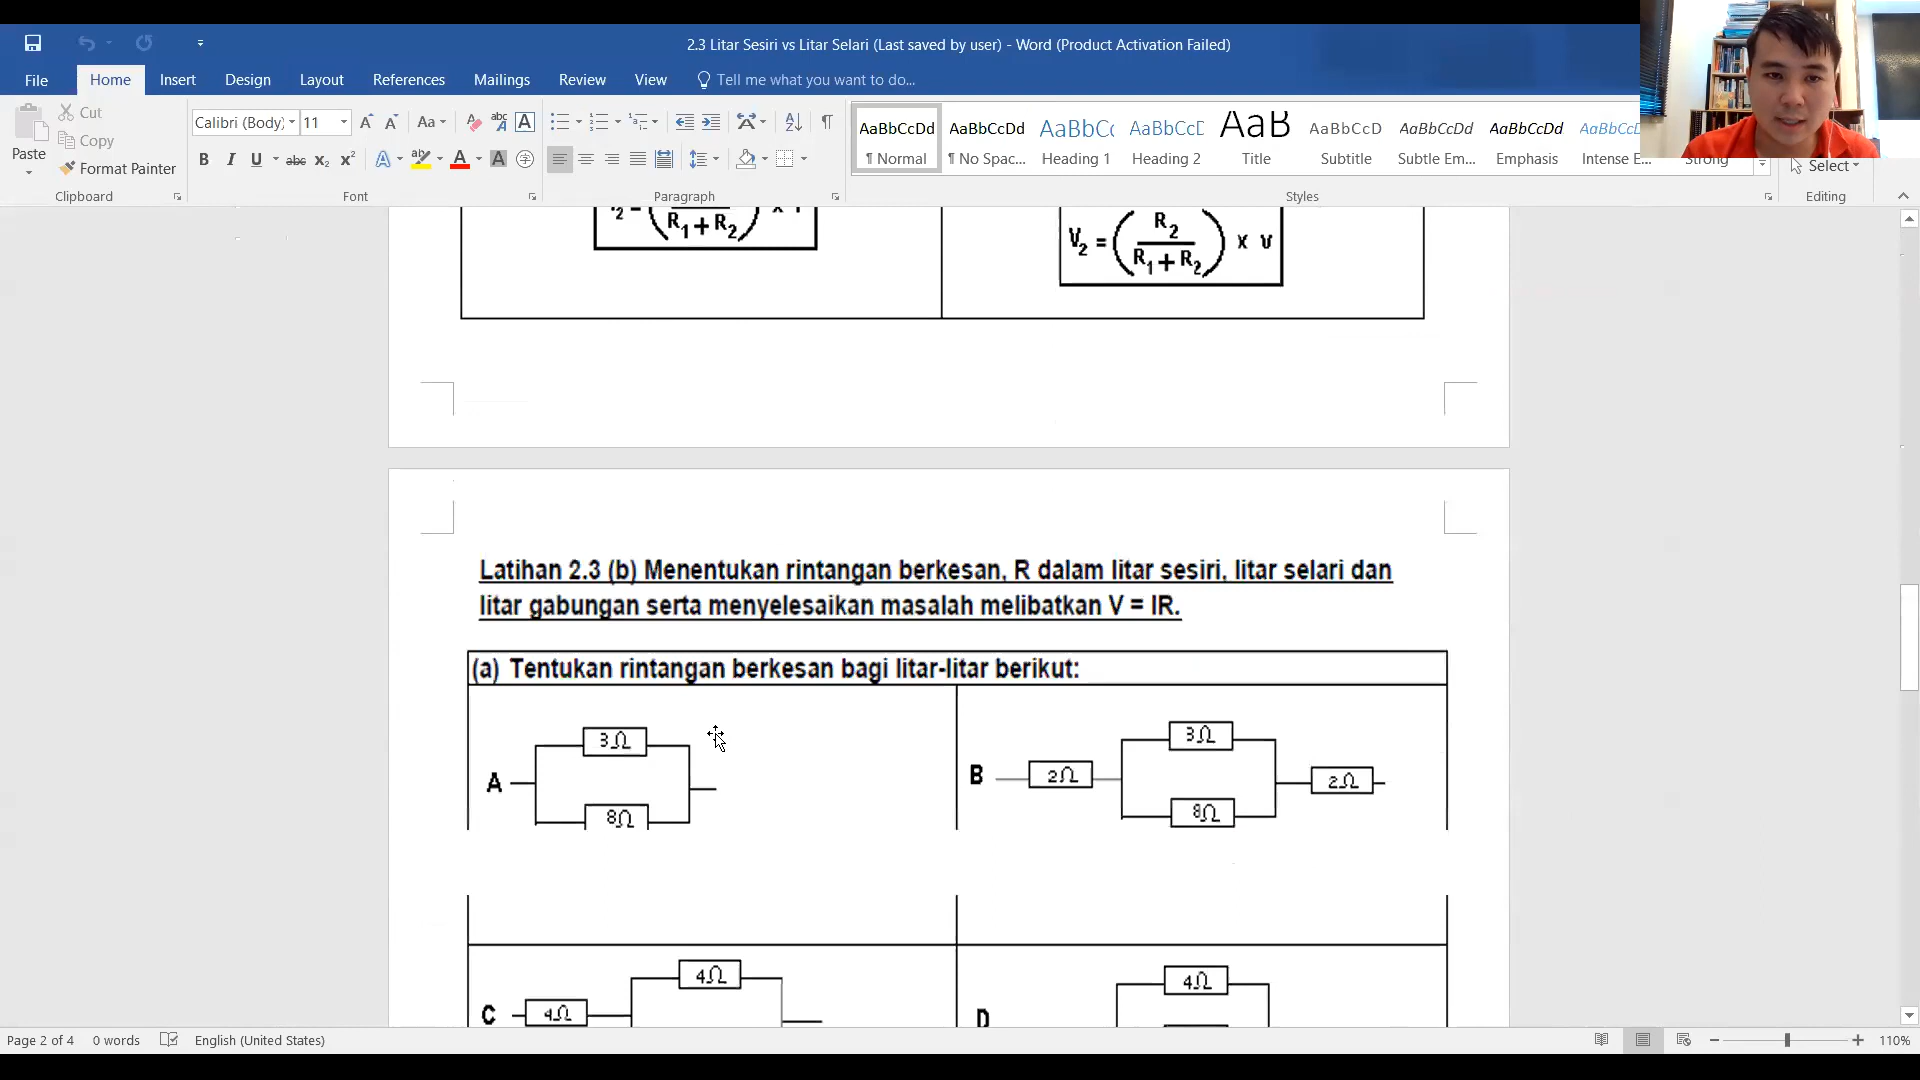 2.3 Litar Sesiri vs Litar Selari (Last saved by user) - Word (Product Activation Failed)
File Home Insert Design Layout References Mailings Review View Tell me what you want to do...
Paste Cut Copy Format Painter
Calibri (Body) 11
AaBbCcDd AaBbCcDd AaBbCc AaBbCcD AaB AaBbCcD AaBbCcDd AaBbCcDd AaBbCcDd
¶ Normal ¶ No Spac... Heading 1 Heading 2 Title Subtitle Subtle Em... Emphasis Intense E... Strong Select
Clipboard Font Paragraph Styles Editing
R₁ + R₂
V₂ = (R₂ / R₁ + R₂) x V
Latihan 2.3 (b) Menentukan rintangan berkesan, R dalam litar sesiri, litar selari dan
litar gabungan serta menyelesaikan masalah melibatkan V = IR.
(a) Tentukan rintangan berkesan bagi litar-litar berikut:
A 3Ω 8Ω
B 2Ω 3Ω 8Ω 2Ω
C 4Ω 4Ω
D 4Ω
Page 2 of 4 0 words English (United States) 110%